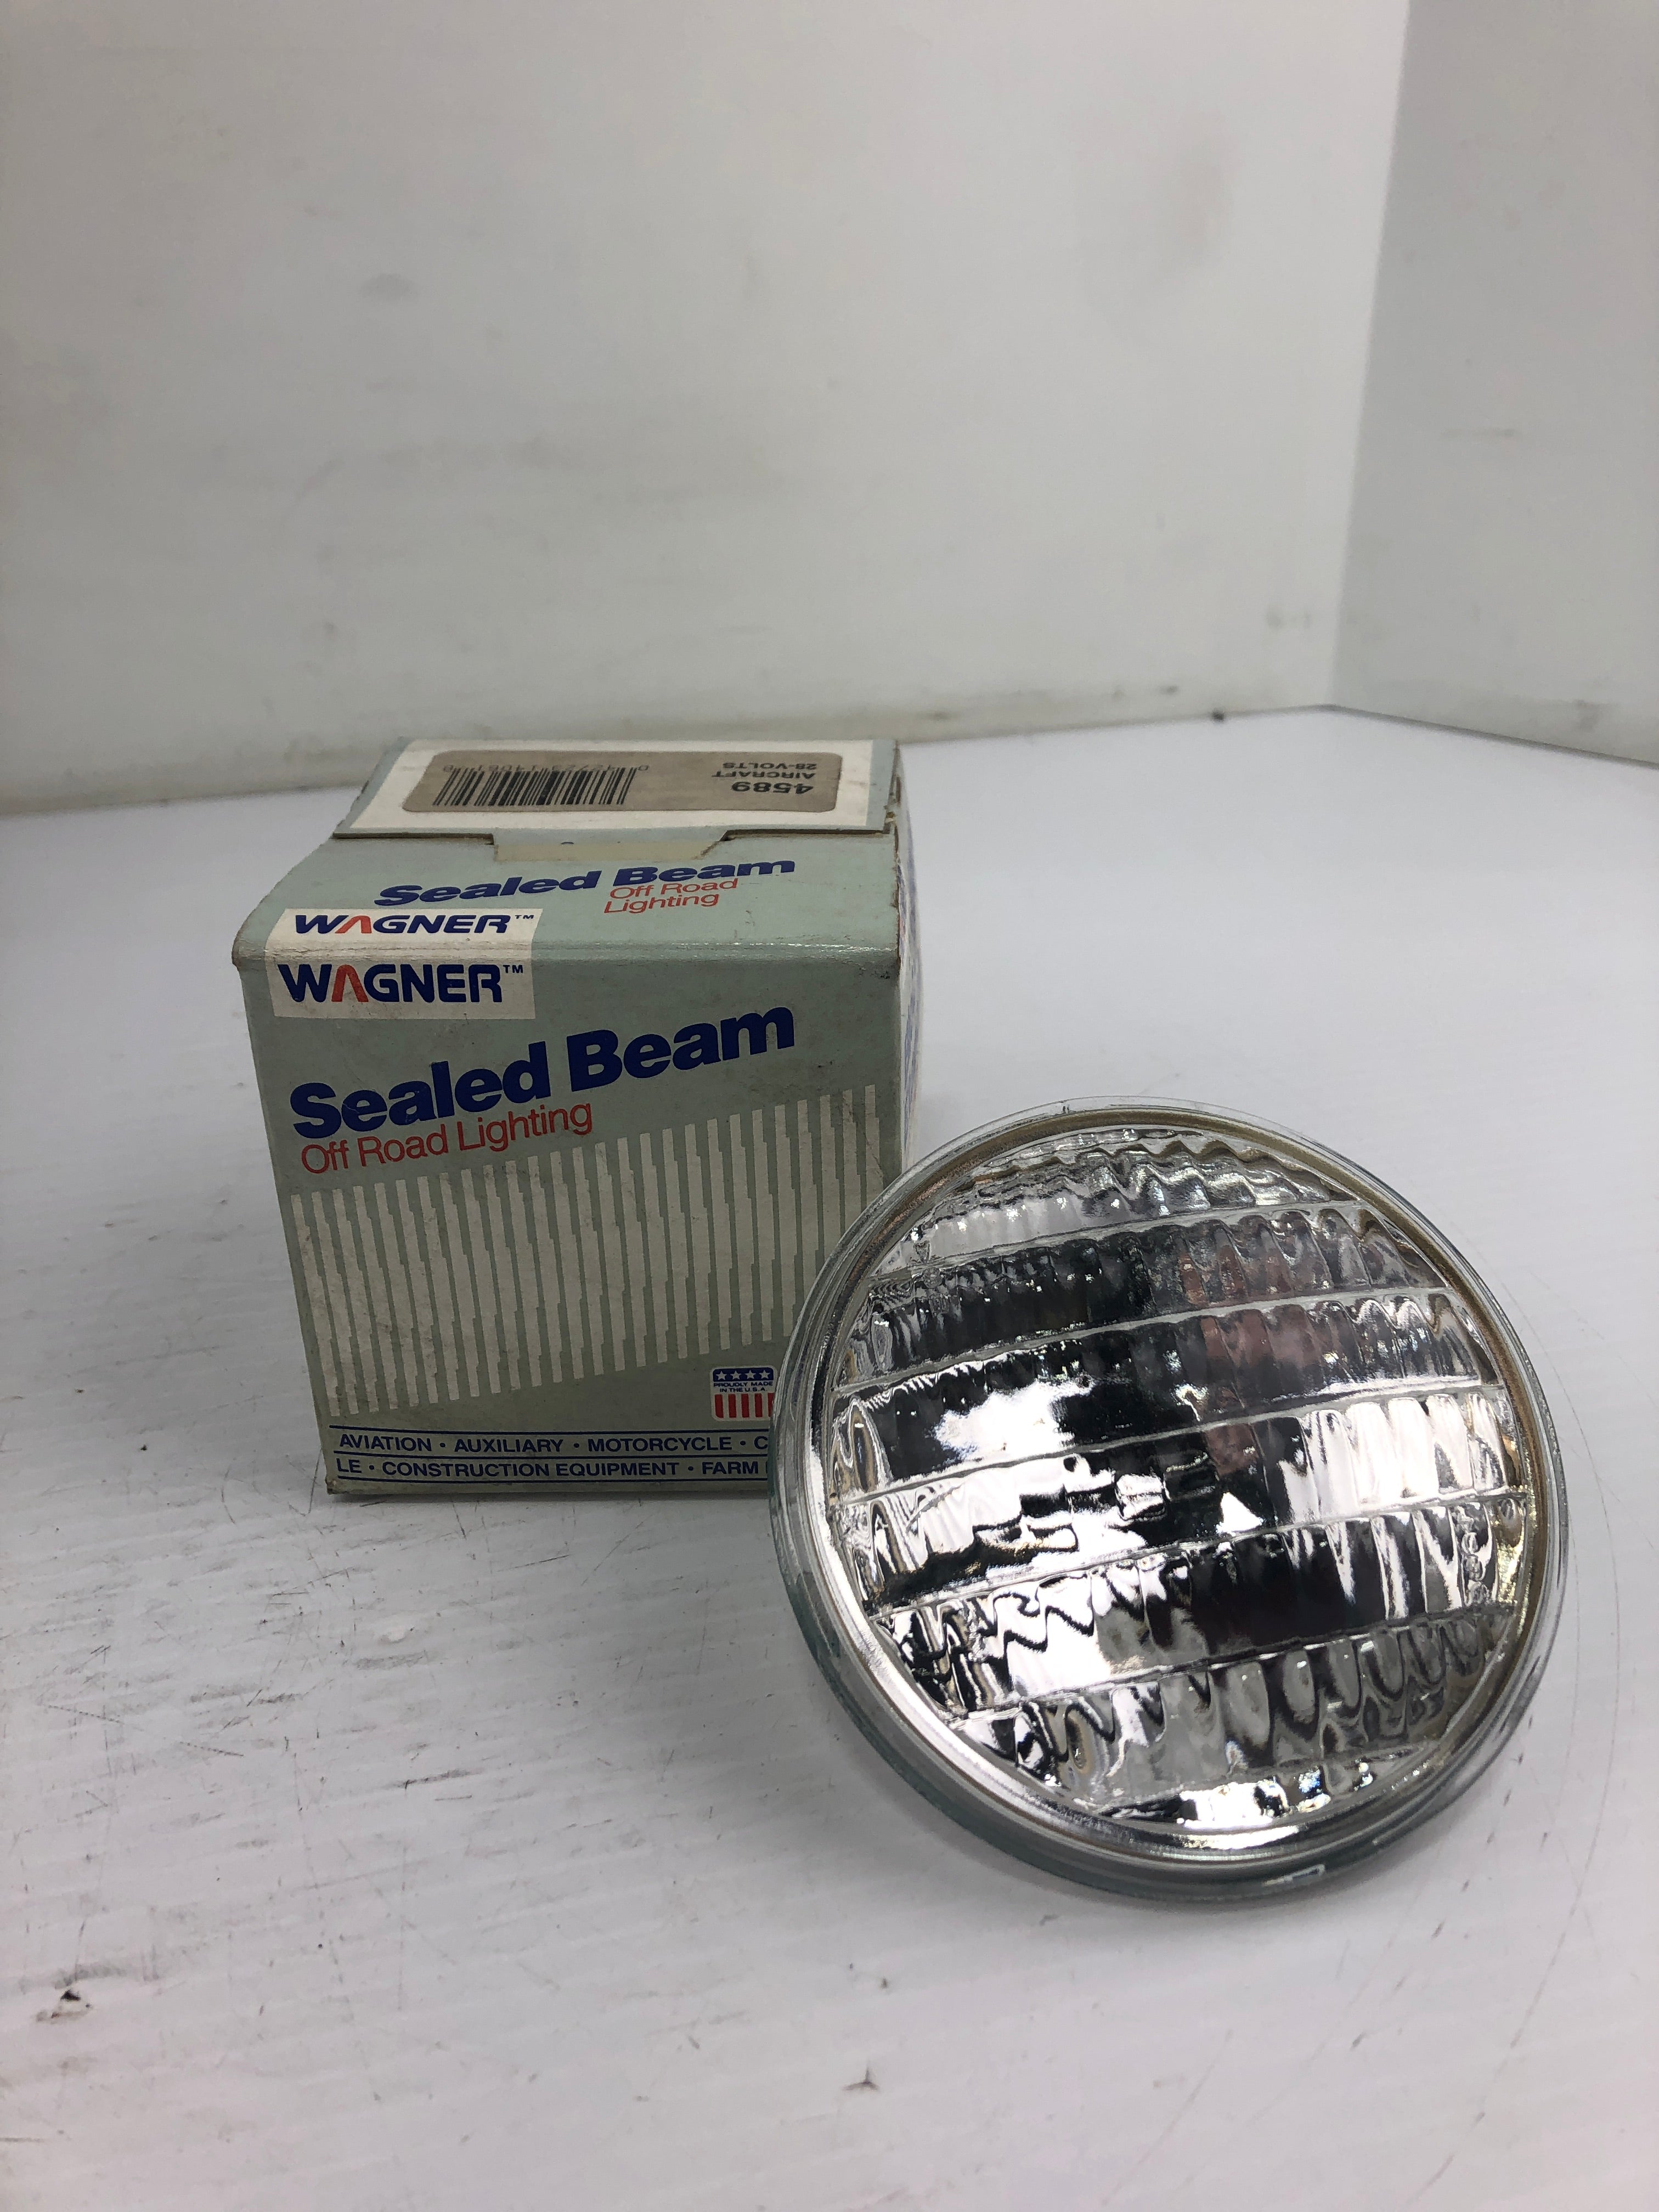 4589
AIRCRAFT
28-VOLTS
Sealed Beam
Off Road
Lighting
WAGNER™
WAGNER™
Sealed Beam
Off Road Lighting
PROUDLY MADE
IN THE U.S.A.
AVIATION • AUXILIARY • MOTORCYCLE • C
LE • CONSTRUCTION EQUIPMENT • FARM